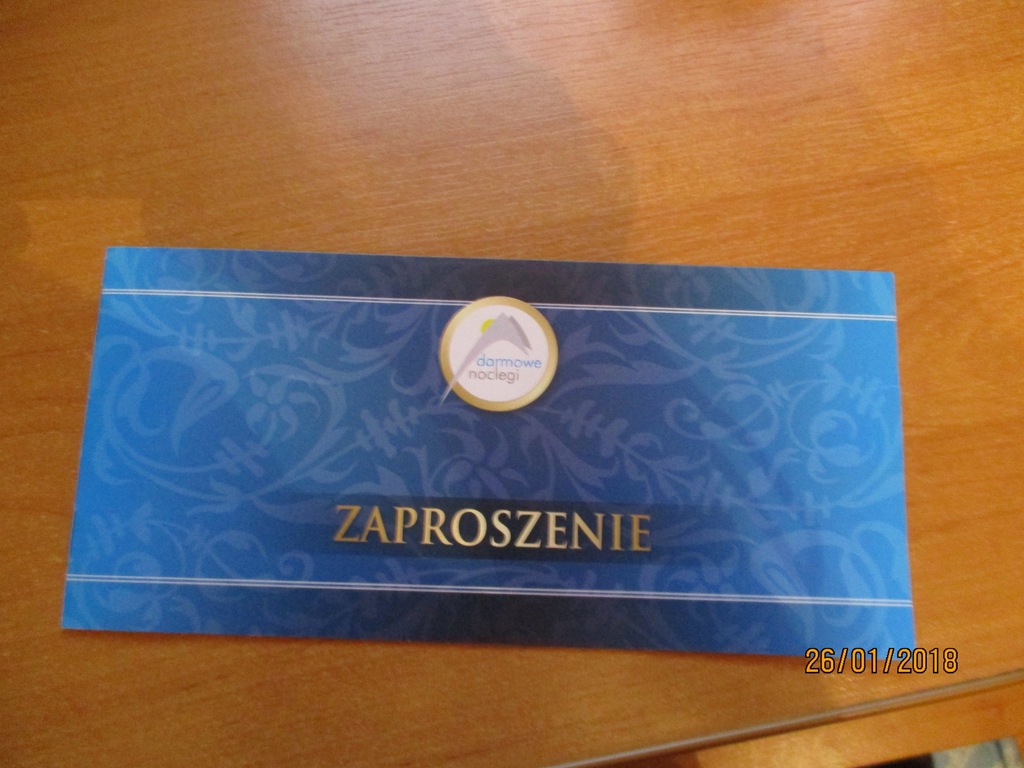 darmowe
noclegi
ZAPROSZENIE
26/01/2018